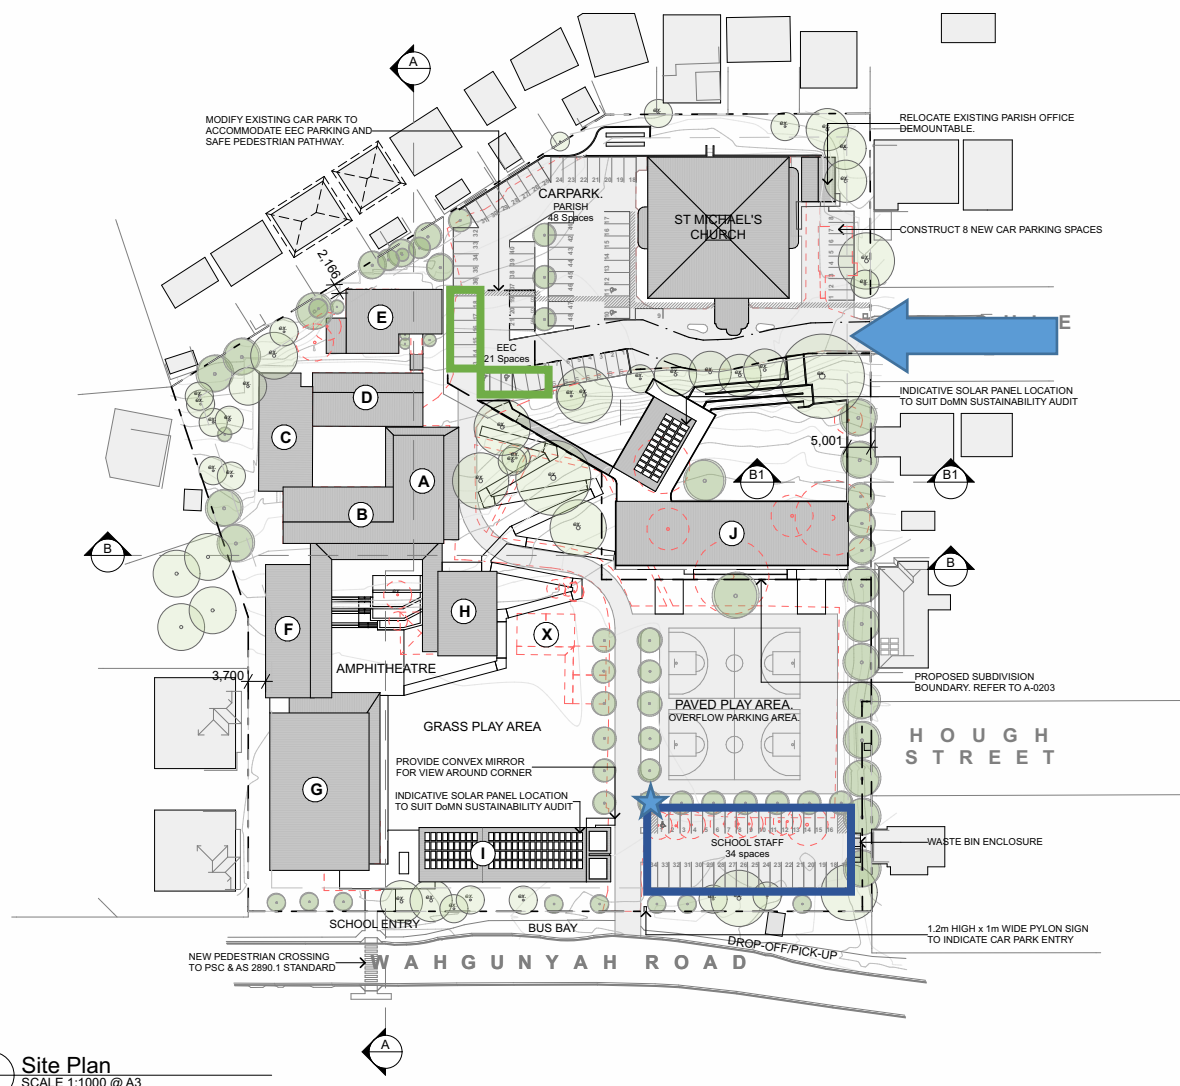 A
MODIFY EXISTING CAR PARK TO
ACCOMMODATE EEC PARKING AND
SAFE PEDESTRIAN PATHWAY.
RELOCATE EXISTING PARISH OFFICE
DEMOUNTABLE.
CARPARK.
PARISH
48 Spaces
ST MICHAEL'S
CHURCH
CONSTRUCT 8 NEW CAR PARKING SPACES
2,166
E
EEC
21 Spaces
E
D
INDICATIVE SOLAR PANEL LOCATION
TO SUIT DoMN SUSTAINABILITY AUDIT
C
5,001
A
B1
B1
B
J
B
B
H
F
X
AMPHITHEATRE
3,700
PROPOSED SUBDIVISION
BOUNDARY. REFER TO A-0203
PAVED PLAY AREA.
OVERFLOW PARKING AREA.
GRASS PLAY AREA
HOUGH
STREET
PROVIDE CONVEX MIRROR
FOR VIEW AROUND CORNER
G
INDICATIVE SOLAR PANEL LOCATION
TO SUIT DoMN SUSTAINABILITY AUDIT
I
SCHOOL STAFF
34 spaces
WASTE BIN ENCLOSURE
SCHOOL ENTRY
BUS BAY
DROP-OFF/PICK-UP
1.2m HIGH x 1m WIDE PYLON SIGN
TO INDICATE CAR PARK ENTRY
NEW PEDESTRIAN CROSSING
TO PSC & AS 2890.1 STANDARD
WAHGUNYAH ROAD
A
Site Plan
SCALE 1:1000 @ A3